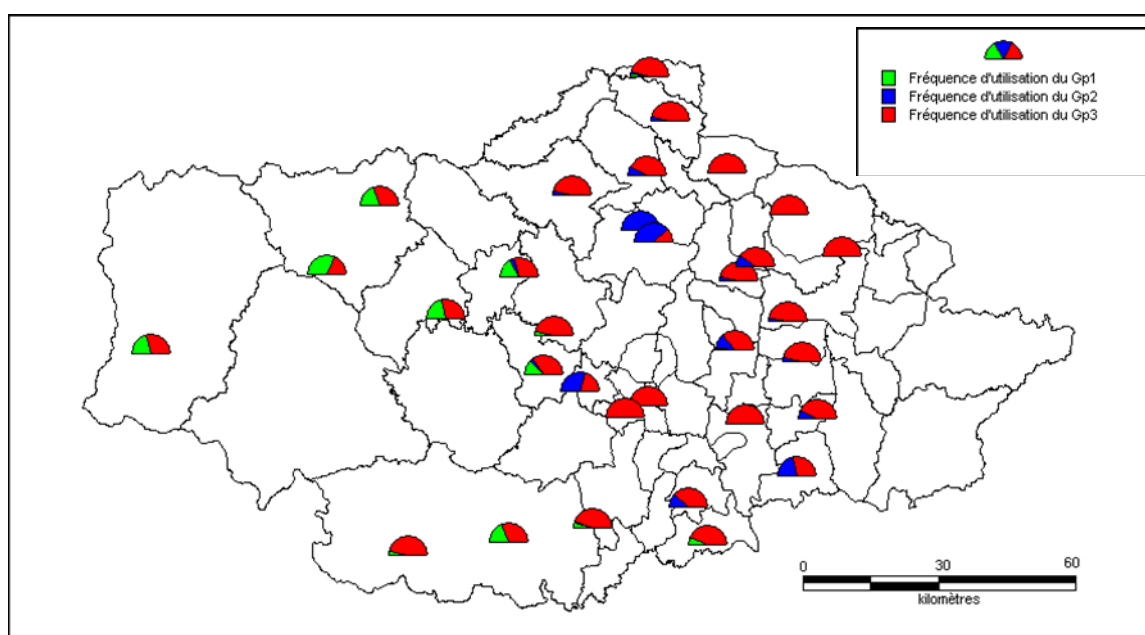 Fréquence d'utilisation du Gp1
Fréquence d'utilisation du Gp2
Fréquence d'utilisation du Gp3
0 30 60
kilomètres